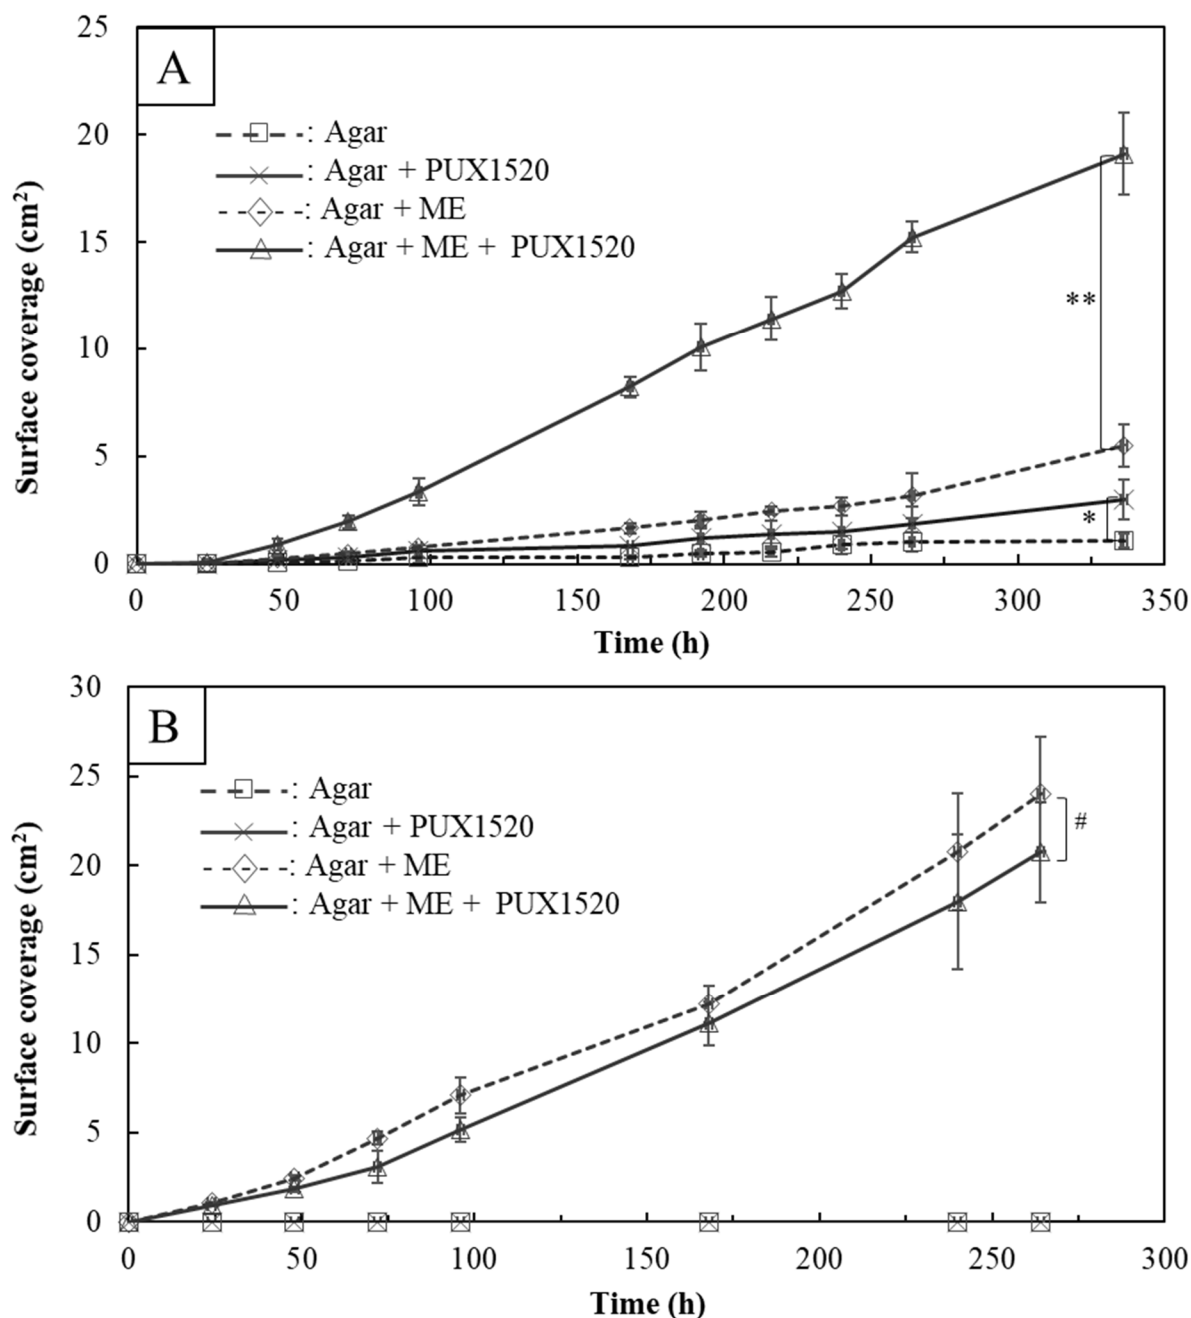 A
25
20
15
10
5
0
Surface coverage (cm²)
: Agar
: Agar + PUX1520
: Agar + ME
: Agar + ME + PUX1520
**
*
0 50 100 150 200 250 300 350
Time (h)
B
30
25
20
15
10
5
0
Surface coverage (cm²)
: Agar
: Agar + PUX1520
: Agar + ME
: Agar + ME + PUX1520
#
0 50 100 150 200 250 300
Time (h)